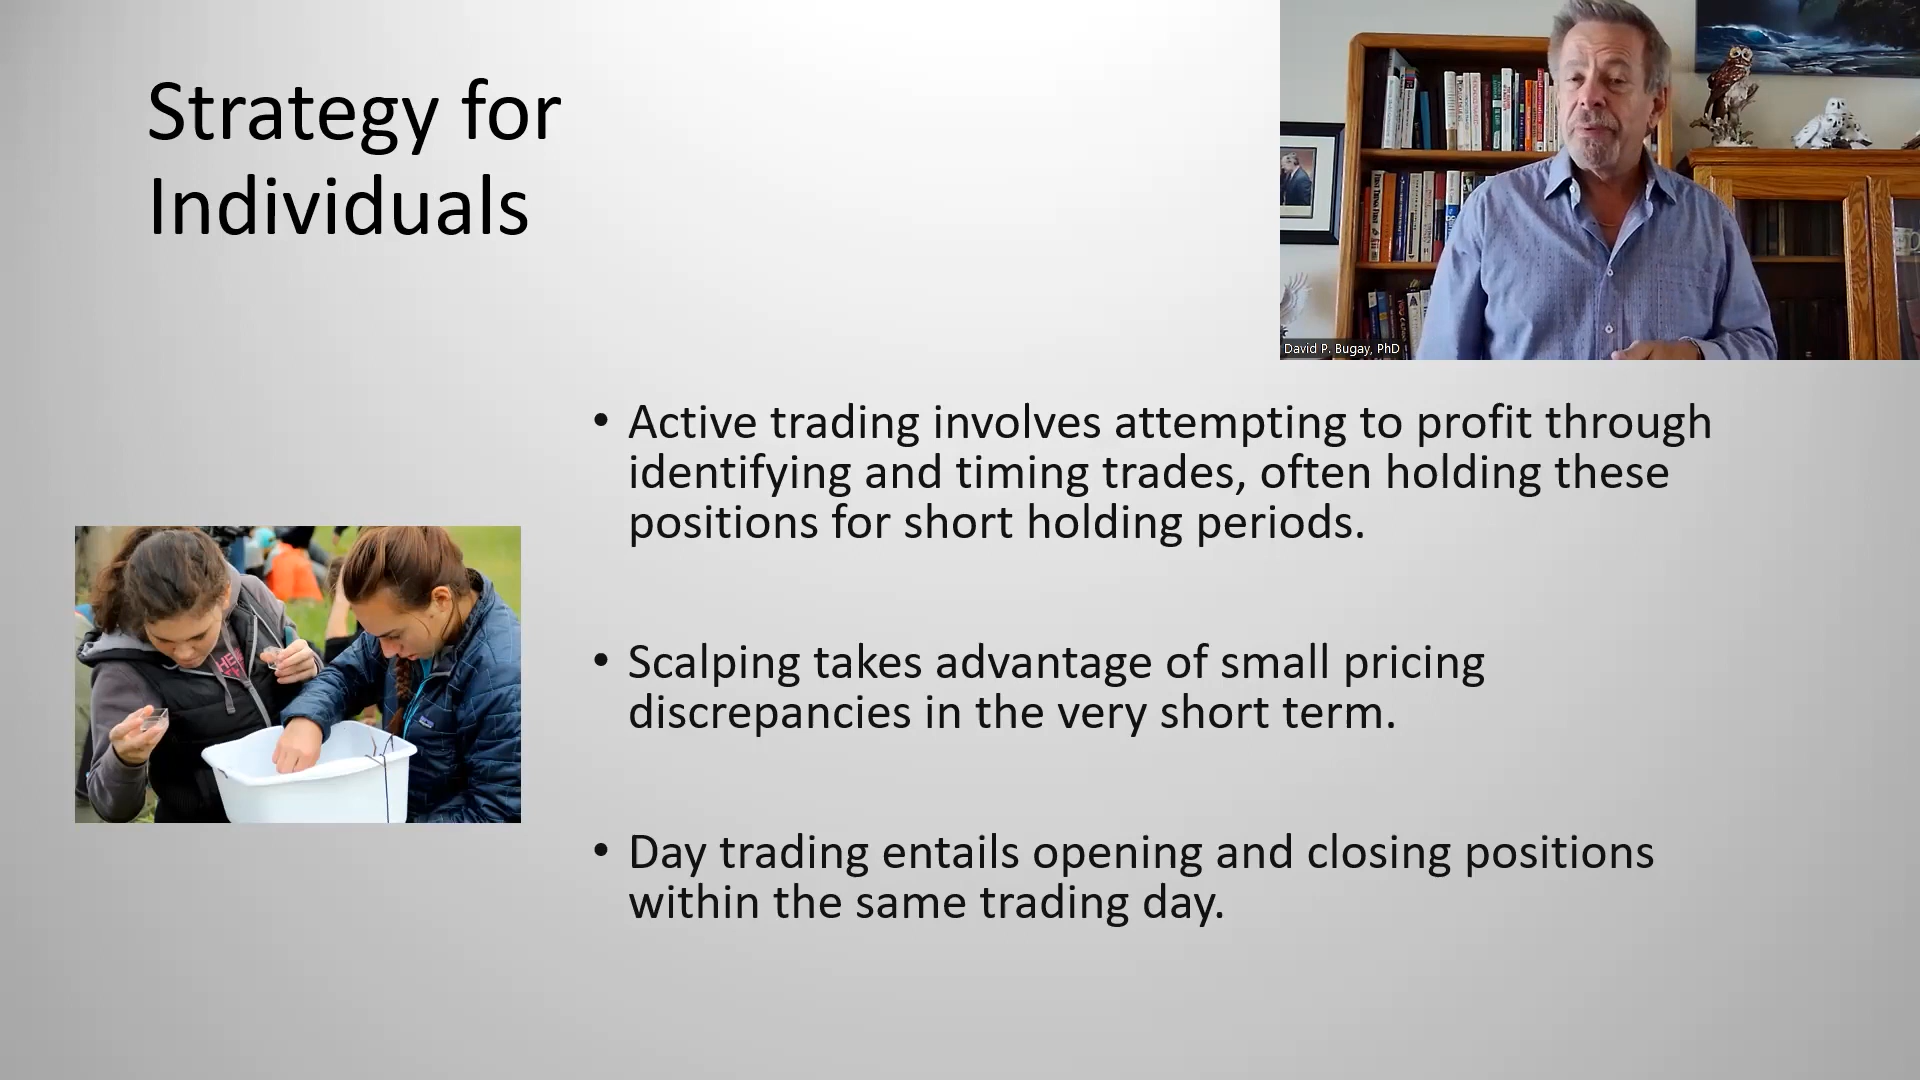 Strategy for
Individuals
David P. Bugay, PhD
• Active trading involves attempting to profit through
identifying and timing trades, often holding these
positions for short holding periods.
• Scalping takes advantage of small pricing
discrepancies in the very short term.
• Day trading entails opening and closing positions
within the same trading day.